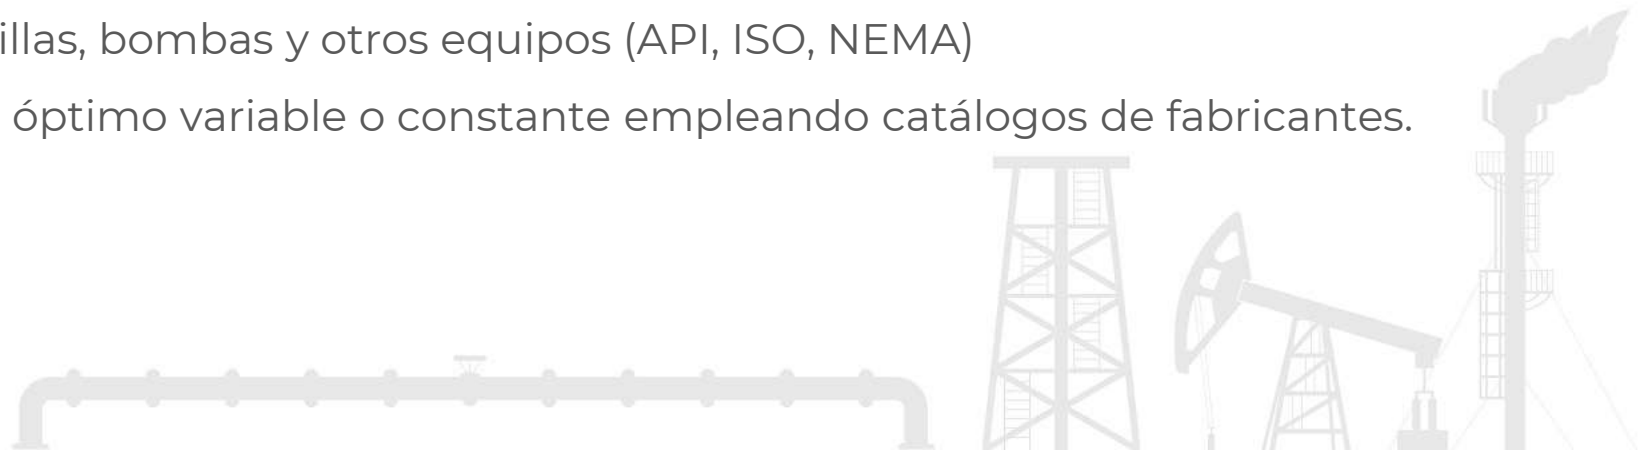 illas, bombas y otros equipos (API, ISO, NEMA)
óptimo variable o constante empleando catálogos de fabricantes.